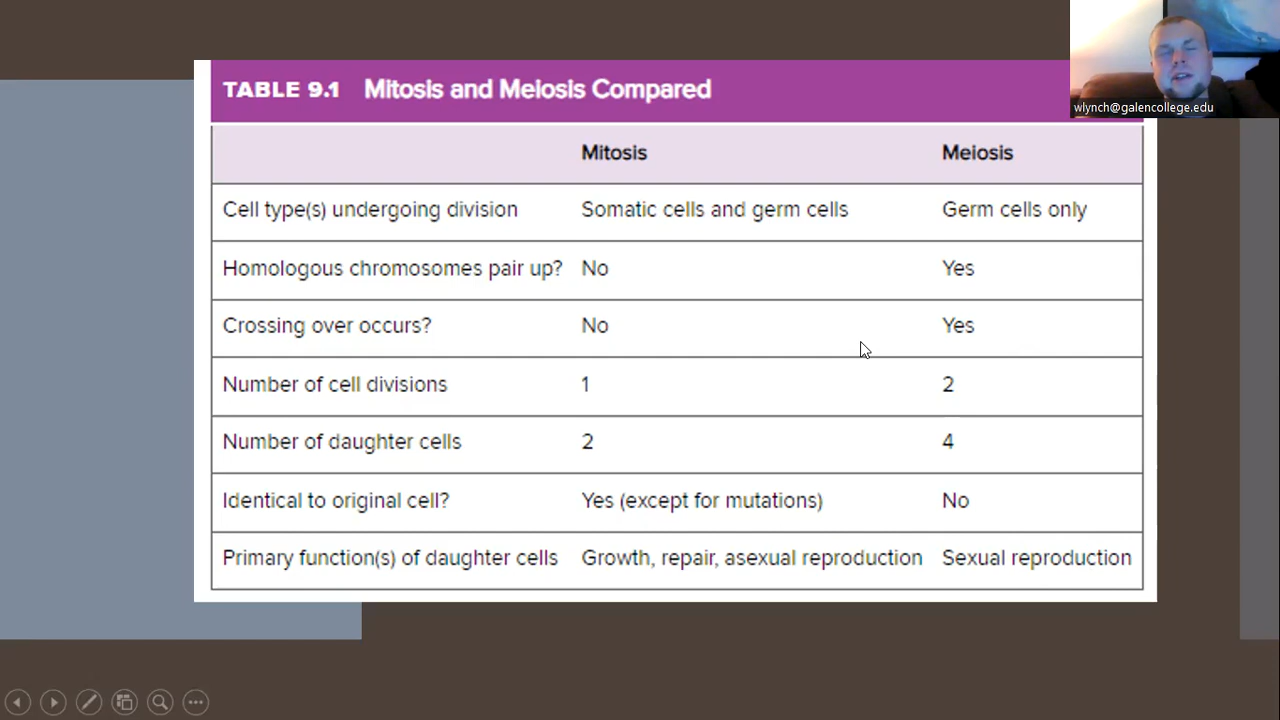 TABLE 9.1 Mitosis and Meiosis Compared
wlynch@galencollege.edu
Mitosis Meiosis
Cell type(s) undergoing division Somatic cells and germ cells Germ cells only
Homologous chromosomes pair up? No Yes
Crossing over occurs? No Yes
Number of cell divisions 1 2
Number of daughter cells 2 4
Identical to original cell? Yes (except for mutations) No
Primary function(s) of daughter cells Growth, repair, asexual reproduction Sexual reproduction